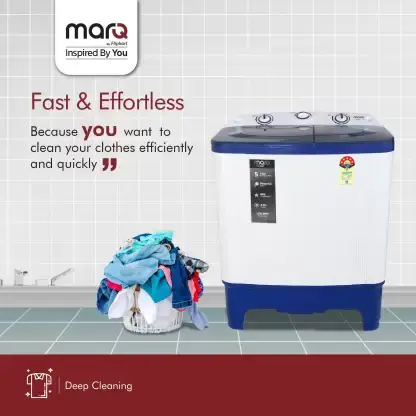 marQ
by Flipkart
Inspired By You
Fast & Effortless
Because you want to
clean your clothes efficiently
and quickly ”
marQ
Deep Cleaning